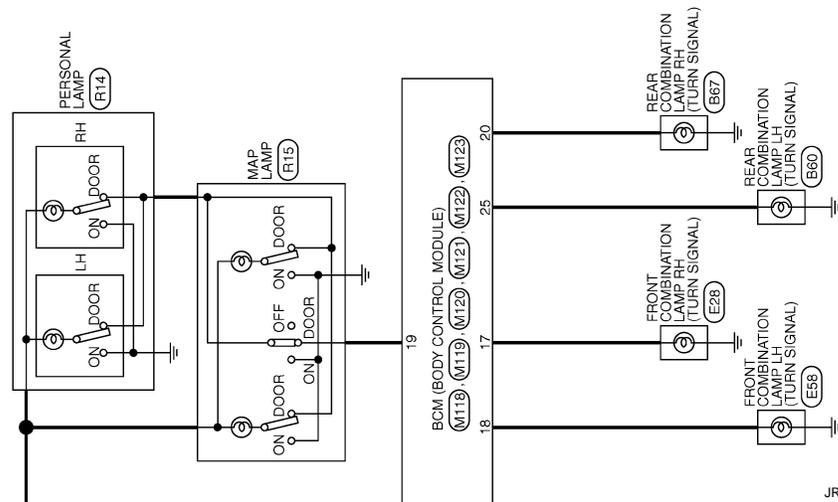 PERSONAL
LAMP
R14
RH
DOOR
ON
LH
DOOR
ON
MAP
LAMP
R15
DOOR
ON
OFF
DOOR
ON
DOOR
ON
19
BCM (BODY CONTROL MODULE)
M118 , M119 , M120 , M121 , M122 , M123
20
25
17
18
REAR
COMBINATION
LAMP RH
(TURN SIGNAL)
B67
REAR
COMBINATION
LAMP LH
(TURN SIGNAL)
B60
FRONT
COMBINATION
LAMP RH
(TURN SIGNAL)
E28
FRONT
COMBINATION
LAMP LH
(TURN SIGNAL)
E58
JR